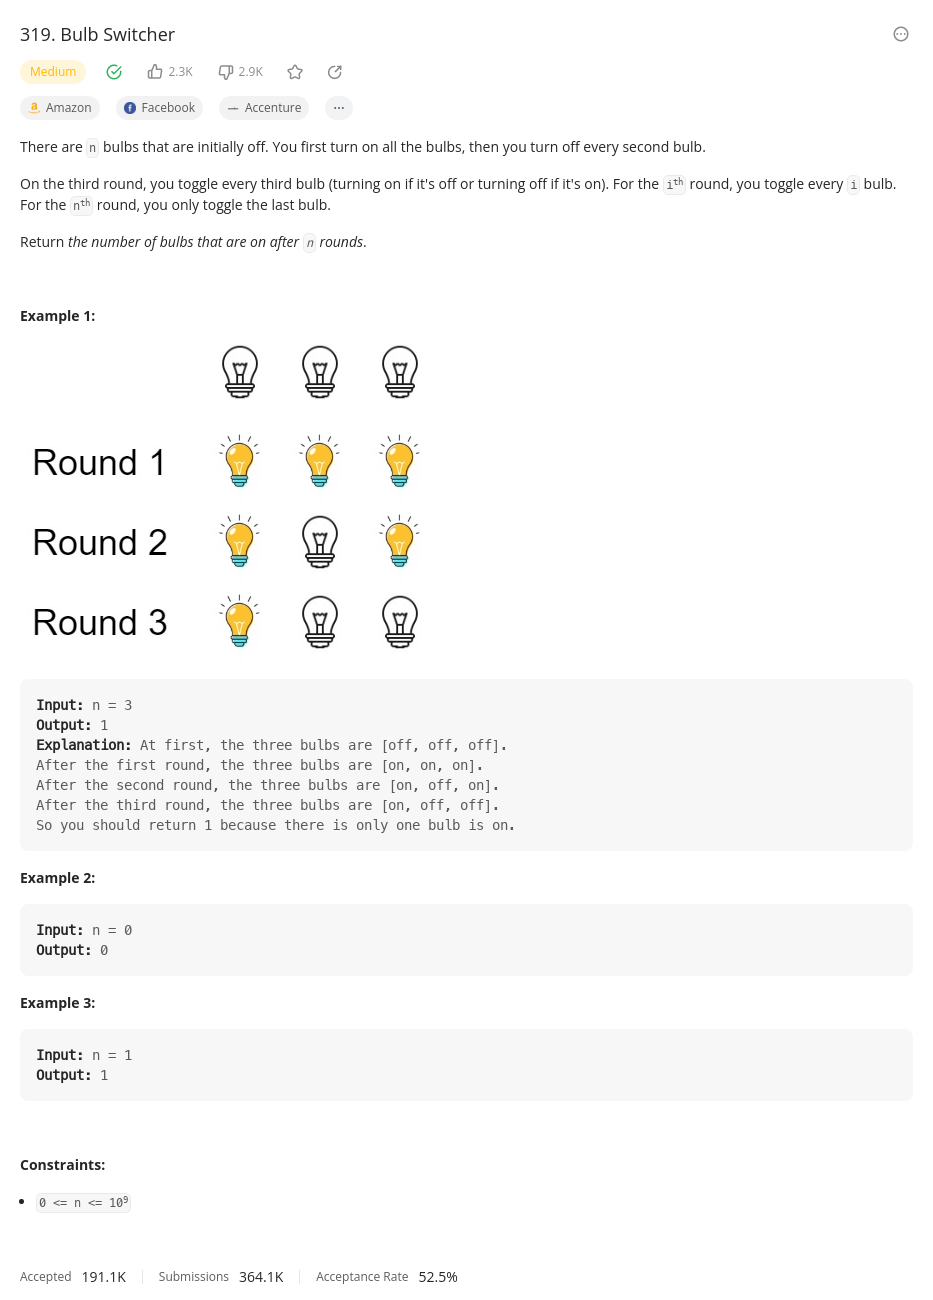 319. Bulb Switcher
Medium 2.3K 2.9K
Amazon Facebook Accenture ...
There are n bulbs that are initially off. You first turn on all the bulbs, then you turn off every second bulb.
On the third round, you toggle every third bulb (turning on if it's off or turning off if it's on). For the ith round, you toggle every i bulb.
For the nth round, you only toggle the last bulb.
Return the number of bulbs that are on after n rounds.
Example 1:
Round 1
Round 2
Round 3
Input: n = 3
Output: 1
Explanation: At first, the three bulbs are [off, off, off].
After the first round, the three bulbs are [on, on, on].
After the second round, the three bulbs are [on, off, on].
After the third round, the three bulbs are [on, off, off].
So you should return 1 because there is only one bulb is on.
Example 2:
Input: n = 0
Output: 0
Example 3:
Input: n = 1
Output: 1
Constraints:
• 0 <= n <= 10⁹
Accepted 191.1K Submissions 364.1K Acceptance Rate 52.5%